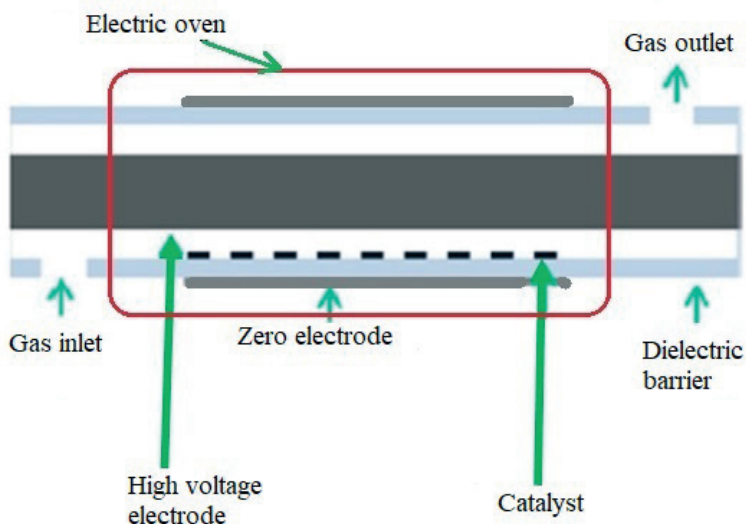 Electric oven
Gas outlet
Gas inlet
Zero electrode
Dielectric
barrier
High voltage
electrode
Catalyst